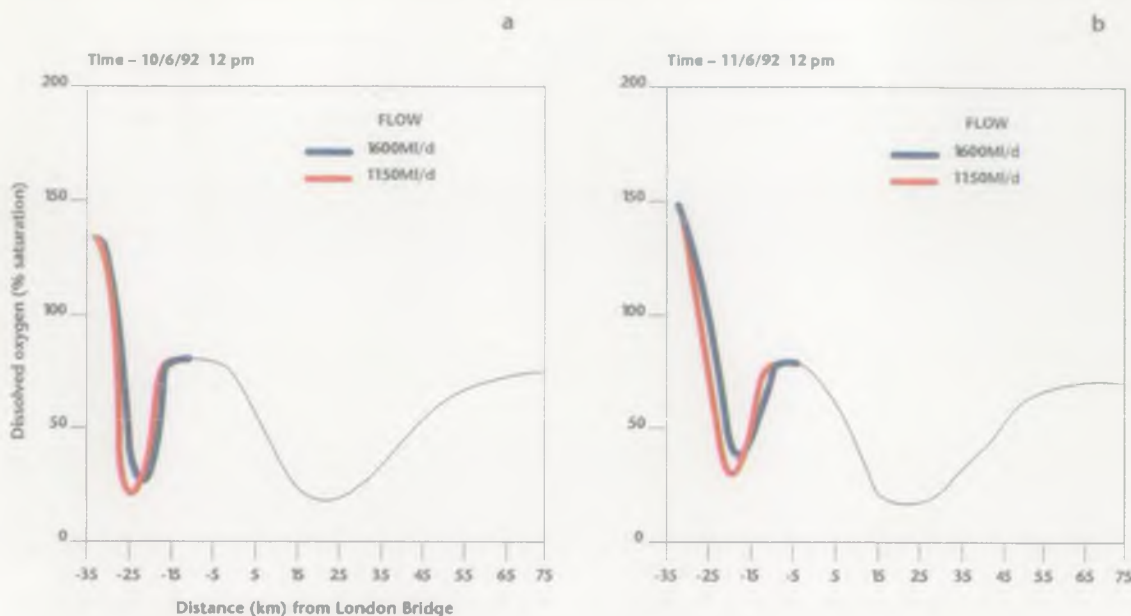 a
Time – 10/6/92 12 pm
200
150
100
50
0
Dissolved oxygen (% saturation)
FLOW
1600Ml/d
1150Ml/d
-35 -25 -15 -5 5 15 25 35 45 55 65 75
Distance (km) from London Bridge
b
Time – 11/6/92 12 pm
200
150
100
50
0
FLOW
1600Ml/d
1150Ml/d
-35 -25 -15 -5 5 15 25 35 45 55 65 75